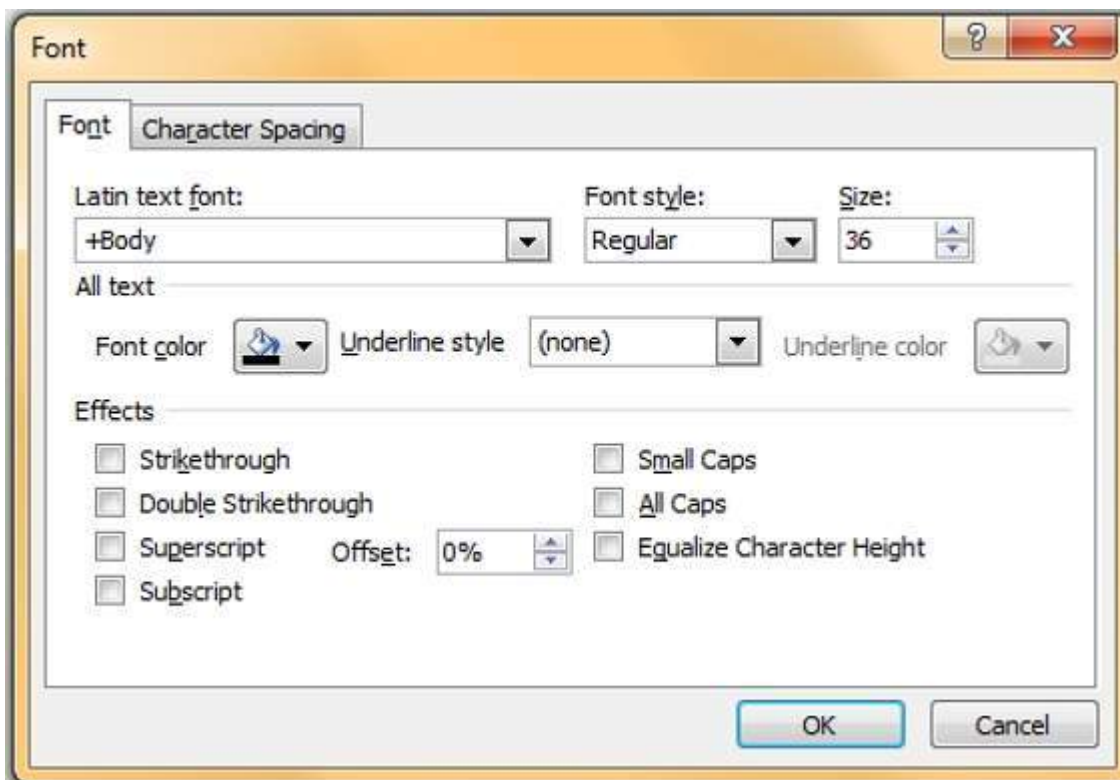 Font
Font Character Spacing
Latin text font: Font style: Size:
+Body Regular 36
All text
Font color Underline style (none) Underline color
Effects
Strikethrough Small Caps
Double Strikethrough All Caps
Superscript Offset: 0% Equalize Character Height
Subscript
OK Cancel